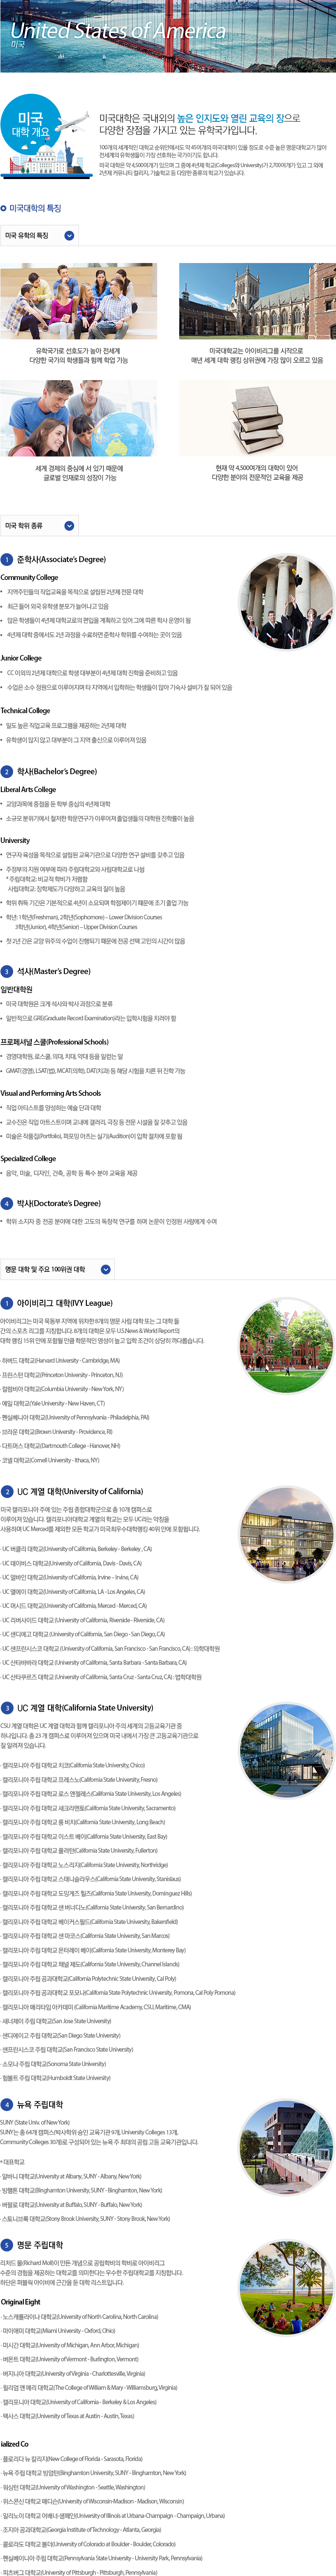 United States of America
미국
미국
대학 개요
미국대학은 국내외의 높은 인지도와 열린 교육의 장으로
다양한 장점을 가지고 있는 유학국가입니다.
100개의 세계적인 대학교 순위안에서도 약 45여개의 미국대학이 있을 정도로 수준 높은 명문대학교가 많아
전세계의 유학생들이 가장 선호하는 국가이기도 합니다.
미국 대학은 약 4,500여개가 있으며 그 중에 4년제 학교(Colleges와 University)가 2,700여개가 있고 그 외에
2년제 커뮤니티 컬리지, 기술학교 등 다양한 종류의 학교가 있습니다.
미국대학의 특징
미국 유학의 특징
유학국가로 선호도가 높아 전세계
다양한 국가의 학생들과 함께 학업 가능
미국대학교는 아이비리그를 시작으로
매년 세계 대학 랭킹 상위권에 가장 많이 오르고 있음
세계 경제의 중심에 서 있기 때문에
글로벌 인재로의 성장이 가능
현재 약 4,500여개의 대학이 있어
다양한 분야의 전문적인 교육을 제공
미국 학위 종류
1 준학사(Associate's Degree)
Community College
• 지역주민들의 직업교육을 목적으로 설립된 2년제 전문 대학
• 최근 들어 외국 유학생 분포가 늘어나고 있음
• 많은 학생들이 4년제 대학교로의 편입을 계획하고 있어 그에 따른 학사 운영이 됨
• 4년제 대학 중에서도 2년 과정을 수료하면 준학사 학위를 수여하는 곳이 있음
Junior College
• CC 이외의 2년제 대학으로 학생 대부분이 4년제 대학 진학을 준비하고 있음
• 수업은 소수 정원으로 이루어지며 타 지역에서 입학하는 학생들이 많아 기숙사 설비가 잘 되어 있음
Technical College
• 밀도 높은 직업교육 프로그램을 제공하는 2년제 대학
• 유학생이 많지 않고 대부분이 그 지역 출신으로 이루어져 있음
2 학사(Bachelor's Degree)
Liberal Arts College
• 교양과목에 중점을 둔 학부 중심의 4년제 대학
• 소규모 분위기에서 철저한 학문연구가 이루어져 졸업생들의 대학원 진학률이 높음
University
• 연구자 육성을 목적으로 설립된 교육기관으로 다양한 연구 설비를 갖추고 있음
• 주정부의 지원 여부에 따라 주립대학교와 사립대학교로 나뉨
* 주립대학교: 비교적 학비가 저렴함
사립대학교: 장학제도가 다양하고 교육의 질이 높음
• 학위 취득 기간은 기본적으로 4년이 소요되며 학점제이기 때문에 조기 졸업 가능
• 학년: 1학년(Freshman), 2학년(Sophomore) – Lower Division Courses
3학년(Junior), 4학년(Senior) – Upper Division Courses
• 첫 2년 간은 교양 위주의 수업이 진행되기 때문에 전공 선택 고민의 시간이 많음
3 석사(Master's Degree)
일반대학원
• 미국 대학원은 크게 석사와 박사 과정으로 분류
• 일반적으로 GRE(Graduate Record Examination)라는 입학시험을 치러야 함
프로페셔널 스쿨(Professional Schools)
• 경영대학원, 로스쿨, 의대, 치대, 약대 등을 일컫는 말
• GMAT(경영), LSAT(법), MCAT(의학), DAT(치과) 등 해당 시험을 치른 뒤 진학 가능
Visual and Performing Arts Schools
• 직업 아티스트를 양성하는 예술 단과 대학
• 교수진은 직업 아트스트이며 교내에 갤러리, 극장 등 전문 시설을 잘 갖추고 있음
• 미술은 작품집(Portfolio), 퍼포밍 아츠는 실기(Audition)이 입학 절차에 포함 됨
Specialized College
• 음악, 미술, 디자인, 건축, 공학 등 특수 분야 교육을 제공
4 박사(Doctorate's Degree)
• 학위 소지자 중 전공 분야에 대한 고도의 독창적 연구를 하며 논문이 인정된 사람에게 수여
명문 대학 및 주요 100위권 대학
1 아이비리그 대학(IVY League)
아이비리그는 미국 북동부 지역에 위치한 8개의 명문 사립 대학 또는 그 대학 들
간의 스포츠 리그를 지칭합니다. 8개의 대학은 모두 U.S.News & World Report의
대학 랭킹 15위 안에 포함될 만큼 학문적인 명성이 높고 입학 조건이 상당히 까다롭습니다.
· 하버드 대학교(Harvard University - Cambridge, MA)
· 프린스턴 대학교(Princeton University - Princeton, NJ)
· 컬럼비아 대학교(Columbia University - New York, NY)
· 예일 대학교(Yale University - New Haven, CT)
· 펜실베니아 대학교(University of Pennsylvania - Philadelphia, PA)
· 브라운 대학교(Brown University - Providence, RI)
· 다트머스 대학교(Dartmouth College - Hanover, NH)
· 코넬 대학교(Cornell University - Ithaca, NY)
2 UC 계열 대학(University of California)
미국 캘리포니아 주에 있는 주립 종합대학군으로 총 10개 캠퍼스로
이루어져 있습니다. 캘리포니아대학교 계열의 학교는 모두 UC라는 약칭을
사용하며 UC Merced를 제외한 모든 학교가 미국최우수대학랭킹 40위 안에 포함됩니다.
· UC 버클리 대학교(University of California, Berkeley - Berkeley , CA)
· UC 데이비스 대학교(University of California, Davis - Davis, CA)
· UC 얼바인 대학교(University of California, Irvine – Irvine, CA)
· UC 엘에이 대학교(University of California, LA - Los Angeles, CA)
· UC 머시드 대학교(University of California, Merced - Merced, CA)
· UC 리버사이드 대학교 (University of California, Riverside - Riverside, CA)
· UC 샌디에고 대학교 (University of California, San Diego - San Diego, CA)
· UC 샌프란시스코 대학교 (University of California, San Francisco - San Francisco, CA) : 의학대학원
· UC 산타바바라 대학교 (University of California, Santa Barbara - Santa Barbara, CA)
· UC 산타쿠르즈 대학교 (University of California, Santa Cruz - Santa Cruz, CA) : 법학대학원
3 UC 계열 대학(California State University)
CSU 계열 대학은 UC 계열 대학과 함께 캘리포니아 주의 세계의 고등교육기관 중
하나입니다. 총 23 개 캠퍼스로 이루어져 있으며 미국 내에서 가장 큰 고등교육기관으로
잘 알려져 있습니다.
· 캘리포니아 주립 대학교 치코(California State University, Chico)
· 캘리포니아 주립 대학교 프레스노(California State University, Fresno)
· 캘리포니아 주립 대학교 로스 앤젤레스(California State University, Los Angeles)
· 캘리포니아 주립 대학교 새크라멘토(California State University, Sacramento)
· 캘리포니아 주립 대학교 롱 비치(California State University, Long Beach)
· 캘리포니아 주립 대학교 이스트 베이(California State University, East Bay)
· 캘리포니아 주립 대학교 풀러턴(California State University, Fullerton)
· 캘리포니아 주립 대학교 노스리지(California State University, Northridge)
· 캘리포니아 주립 대학교 스태니슬라우스(California State University, Stanislaus)
· 캘리포니아 주립 대학교 도밍게즈 힐즈(California State University, Dominguez Hills)
· 캘리포니아 주립 대학교 샌 버너디노(California State University, San Bernardino)
· 캘리포니아 주립 대학교 베이커스필드(California State University, Bakersfield)
· 캘리포니아 주립 대학교 샌 마코스(California State University, San Marcos)
· 캘리포니아 주립 대학교 몬터레이 베이(California State University, Monterey Bay)
· 캘리포니아 주립 대학교 채널 제도(California State University, Channel Islands)
· 캘리포니아 주립 공과대학교(California Polytechnic State University, Cal Poly)
· 캘리포니아 주립 공과대학교 포모나(California State Polytechnic University, Pomona, Cal Poly Pomona)
· 캘리포니아 매리타임 아카데미 (California Maritime Academy, CSU, Maritime, CMA)
· 새너제이 주립 대학교(San Jose State University)
· 샌디에이고 주립 대학교(San Diego State University)
· 샌프란시스코 주립 대학교(San Francisco State University)
· 소모나 주립 대학교(Sonoma State University)
· 험볼트 주립 대학교(Humboldt State University)
4 뉴욕 주립대학
SUNY (State Univ. of New York)
SUNY는 총 64개 캠퍼스(박사학위 승인 교육기관 9개, University Colleges 13개,
Community Colleges 30개)로 구성되어 있는 뉴욕 주 최대의 공립 고등 교육기관입니다.
* 대표학교
· 알바니 대학교(University at Albany, SUNY - Albany, New York)
· 빙햄튼 대학교(Binghamton University, SUNY - Binghamton, New York)
· 버팔로 대학교(University at Buffalo, SUNY - Buffalo, New York)
· 스토니브룩 대학교(Stony Brook University, SUNY - Stony Brook, New York)
5 명문 주립대학
리처드 몰(Richard Moll)이 만든 개념으로 공립학비의 학비로 아이비리그
수준의 경험을 제공하는 대학교를 의미한다는 우수한 주립대학교를 지칭합니다.
하단은 퍼블릭 아이비에 근간을 둔 대학 리스트입니다.
Original Eight
· 노스캐롤라이나 대학교(University of North Carolina, North Carolina)
· 마이애미 대학교(Miami University - Oxford, Ohio)
· 미시간 대학교(University of Michigan, Ann Arbor, Michigan)
· 버몬트 대학교(University of Vermont - Burlington, Vermont)
· 버지니아 대학교(University of Virginia - Charlottesville, Virginia)
· 윌리엄 앤 메리 대학교(The College of William & Mary - Williamsburg, Virginia)
· 캘리포니아 대학교(University of California - Berkeley & Los Angeles)
· 텍사스 대학교(University of Texas at Austin - Austin, Texas)
ialized Co
· 플로리다 뉴 칼리지(New College of Florida - Sarasota, Florida)
· 뉴욕 주립 대학교 빙엄턴(Binghamton University, SUNY - Binghamton, New York)
· 워싱턴 대학교(University of Washington - Seattle, Washington)
· 위스콘신 대학교 매디슨(University of Wisconsin-Madison - Madison, Wisconsin)
· 일리노이 대학교 어배너-섐페인(University of Illinois at Urbana-Champaign - Champaign, Urbana)
· 조지아 공과대학교(Georgia Institute of Technology - Atlanta, Georgia)
· 콜로라도 대학교 볼더(University of Colorado at Boulder - Boulder, Colorado)
· 펜실베이니아 주립 대학교(Pennsylvania State University - University Park, Pennsylvania)
· 피츠버그 대학교(University of Pittsburgh - Pittsburgh, Pennsylvania)